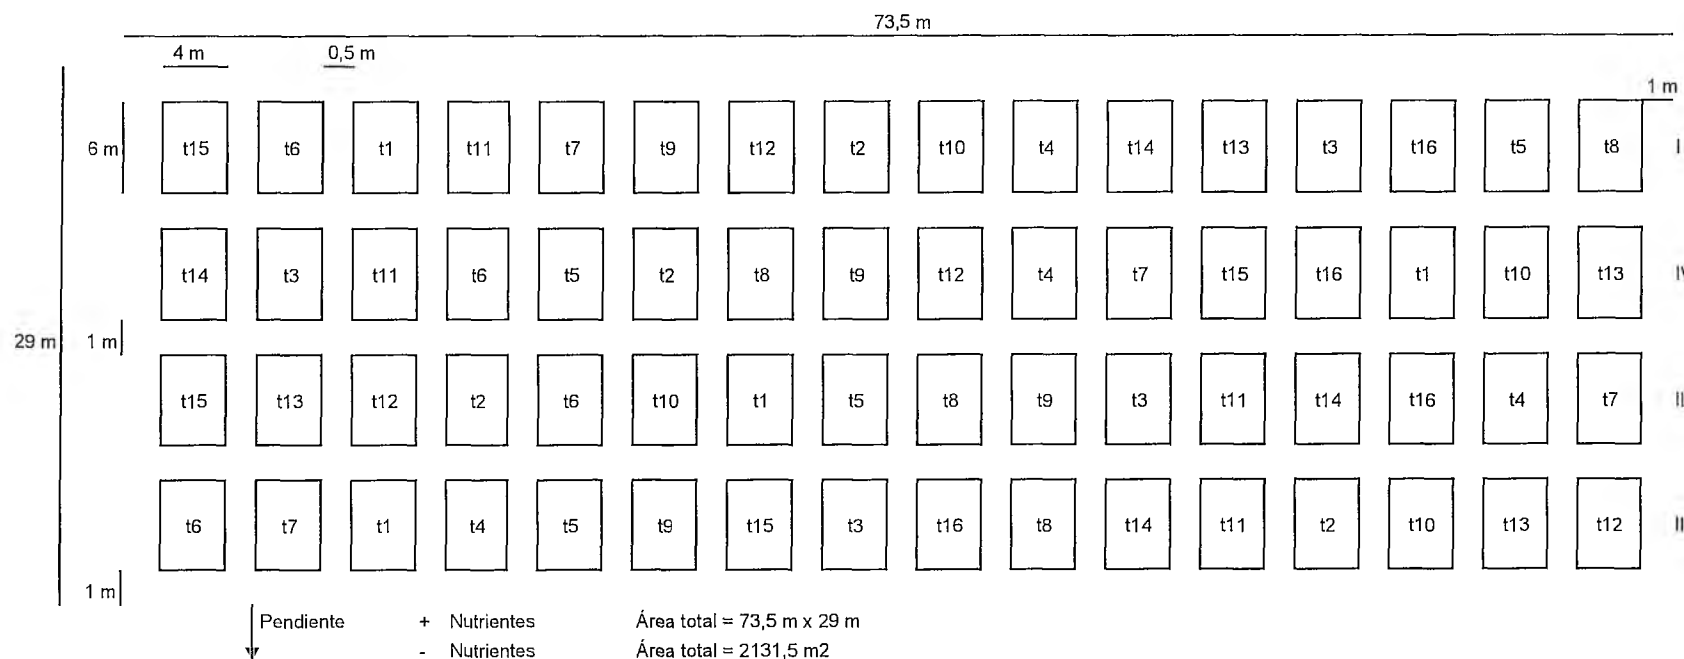 73,5 m
4 m 0,5 m
1 m
6 m t15 t6 t1 t11 t7 t9 t12 t2 t10 t4 t14 t13 t3 t16 t5 t8 I
t14 t3 t11 t6 t5 t2 t8 t9 t12 t4 t7 t15 t16 t1 t10 t13
29 m 1 m
t15 t13 t12 t2 t6 t10 t1 t5 t8 t9 t3 t11 t14 t16 t4 t7
t6 t7 t1 t4 t5 t9 t15 t3 t16 t8 t14 t11 t2 t10 t13 t12
1 m
Pendiente + Nutrientes Área total = 73,5 m x 29 m
- Nutrientes Área total = 2131,5 m2